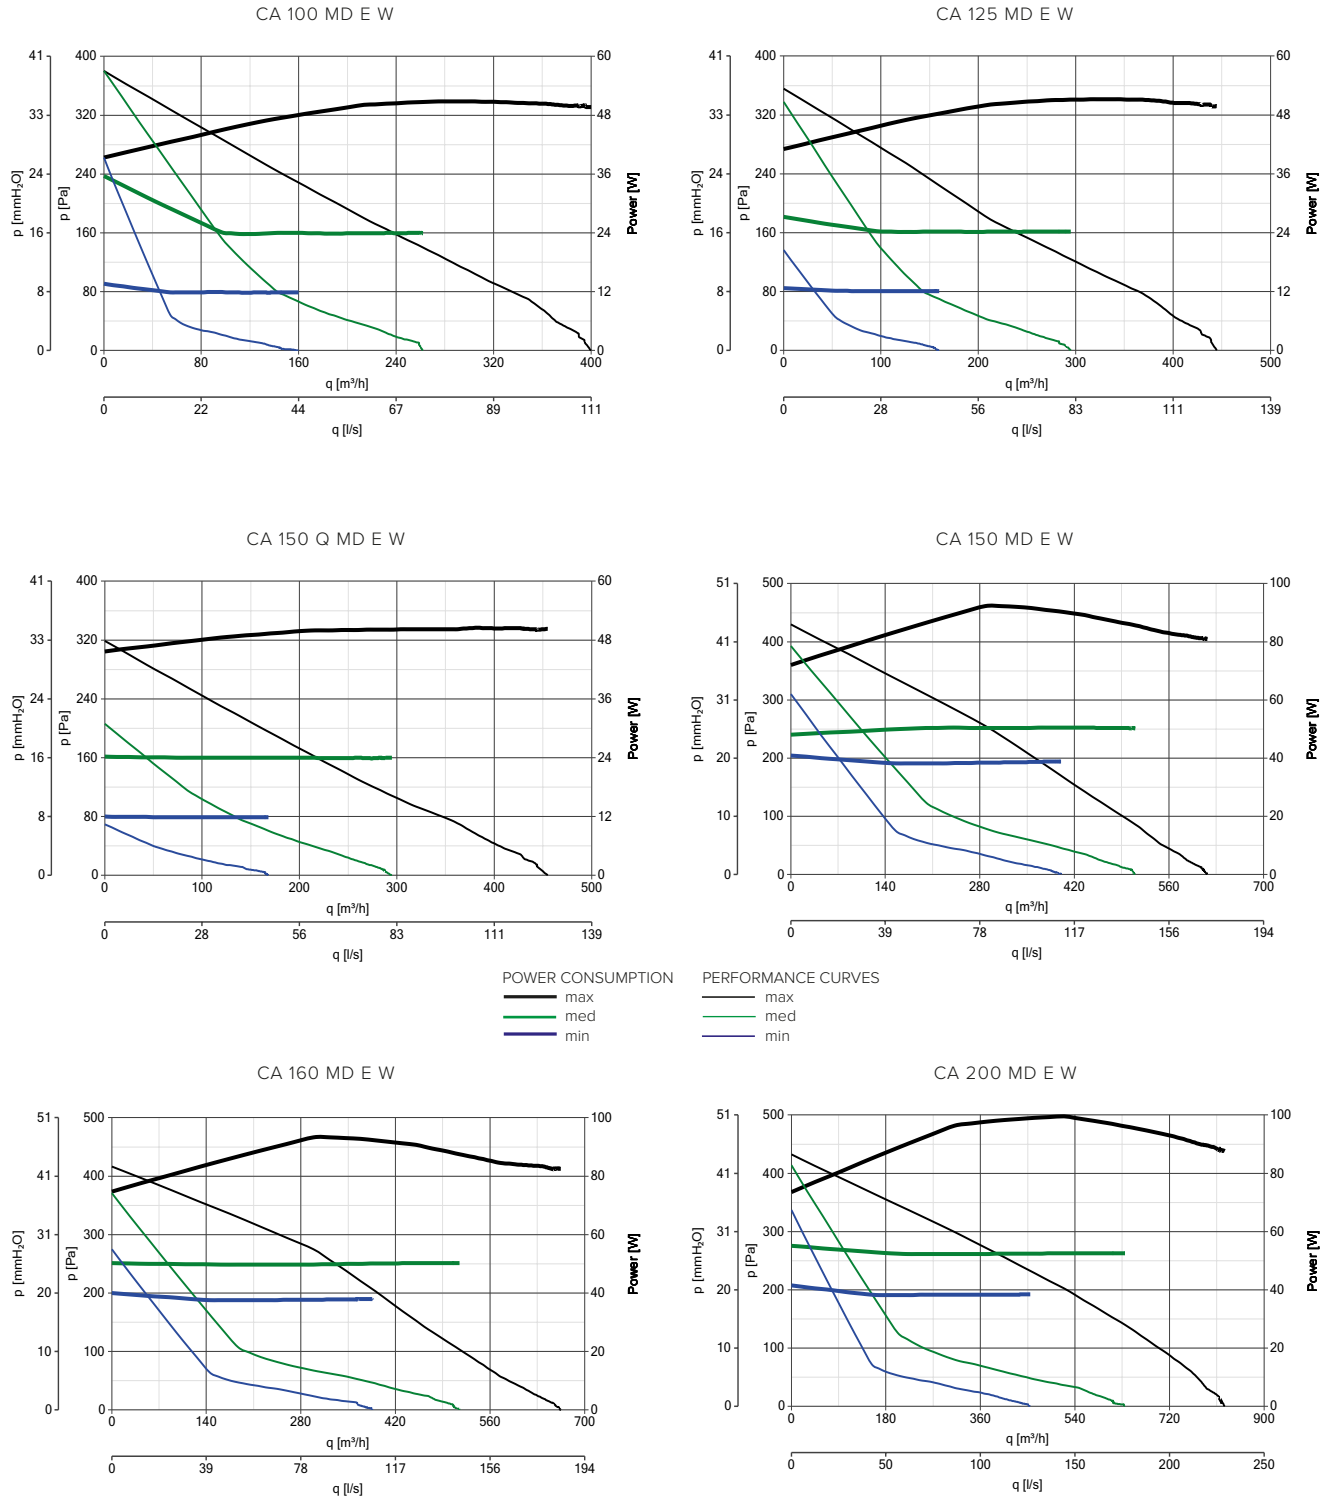 CA 100 MD E W
CA 125 MD E W
41 400 60
33 320 48
24 240 36
16 160 24
8 80 12
0 0 0
p [mmH₂O]
p [Pa]
Power [W]
0 80 160 240 320 400
q [m³/h]
0 22 44 67 89 111
q [l/s]
41 400 60
33 320 48
24 240 36
16 160 24
8 80 12
0 0 0
p [mmH₂O]
p [Pa]
Power [W]
0 100 200 300 400 500
q [m³/h]
0 28 56 83 111 139
q [l/s]
CA 150 Q MD E W
CA 150 MD E W
41 400 60
33 320 48
24 240 36
16 160 24
8 80 12
0 0 0
p [mmH₂O]
p [Pa]
Power [W]
0 100 200 300 400 500
q [m³/h]
0 28 56 83 111 139
q [l/s]
51 500 100
41 400 80
31 300 60
20 200 40
10 100 20
0 0 0
p [mmH₂O]
p [Pa]
Power [W]
0 140 280 420 560 700
q [m³/h]
0 39 78 117 156 194
q [l/s]
POWER CONSUMPTION
max
med
min
PERFORMANCE CURVES
max
med
min
CA 160 MD E W
CA 200 MD E W
51 500 100
41 400 80
31 300 60
20 200 40
10 100 20
0 0 0
p [mmH₂O]
p [Pa]
Power [W]
0 140 280 420 560 700
q [m³/h]
0 39 78 117 156 194
q [l/s]
51 500 100
41 400 80
31 300 60
20 200 40
10 100 20
0 0 0
p [mmH₂O]
p [Pa]
Power [W]
0 180 360 540 720 900
q [m³/h]
0 50 100 150 200 250
q [l/s]